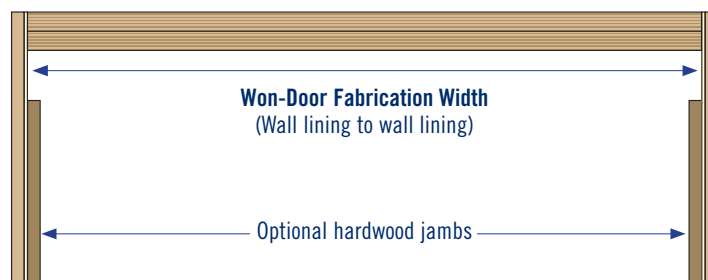 Won-Door Fabrication Width
(Wall lining to wall lining)
Optional hardwood jambs